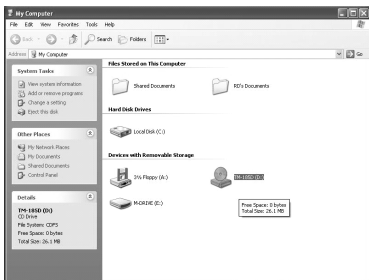 My Computer
File Edit View Favorites Tools Help
Back Search Folders
Address My Computer Go
System Tasks
View system information
Add or remove programs
Change a setting
Eject this disk
Other Places
My Network Places
My Documents
Shared Documents
Control Panel
Details
TM-185D (D:)
CD Drive
File System: CDFS
Free Space: 0 bytes
Total Size: 26.1 MB
Files Stored on This Computer
Shared Documents
RD's Documents
Hard Disk Drives
Local Disk (C:)
Devices with Removable Storage
3½ Floppy (A:)
TM-185D (D:)
M-DRIVE (E:)
Free Space: 0 bytes
Total Size: 26.1 MB